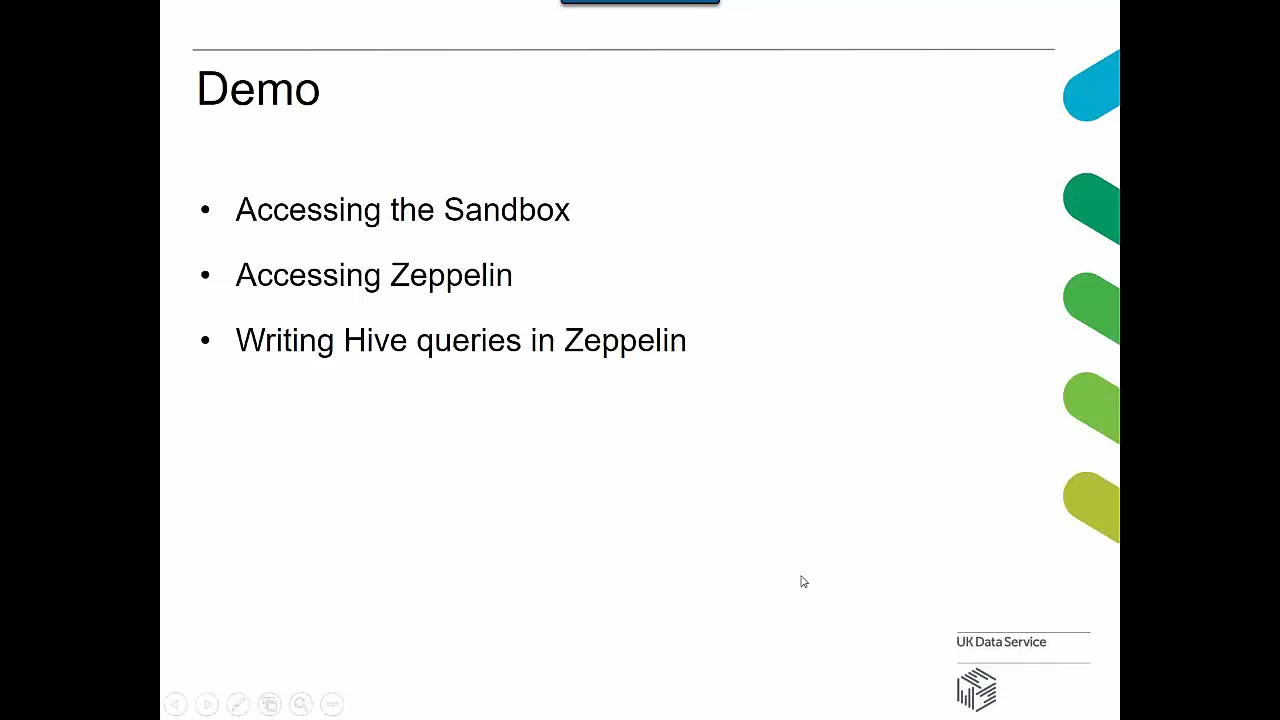 Demo
• Accessing the Sandbox
• Accessing Zeppelin
• Writing Hive queries in Zeppelin
UK Data Service